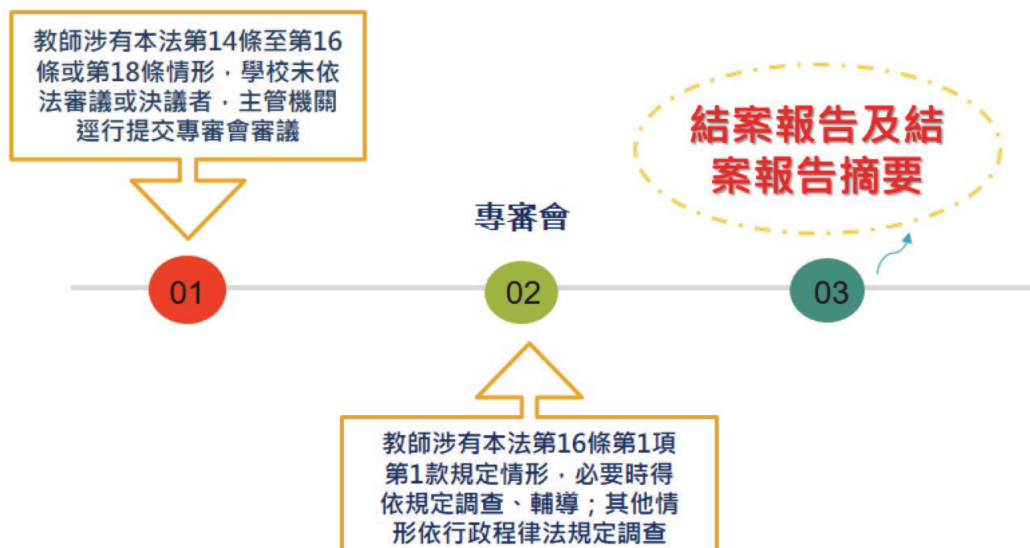 教師涉有本法第14條至第16
條或第18條情形，學校未依
法審議或決議者，主管機關
逕行提交專審會審議
結案報告及結
案報告摘要
專審會
01
02
03
教師涉有本法第16條第1項
第1款規定情形，必要時得
依規定調查、輔導；其他情
形依行政程律法規定調查